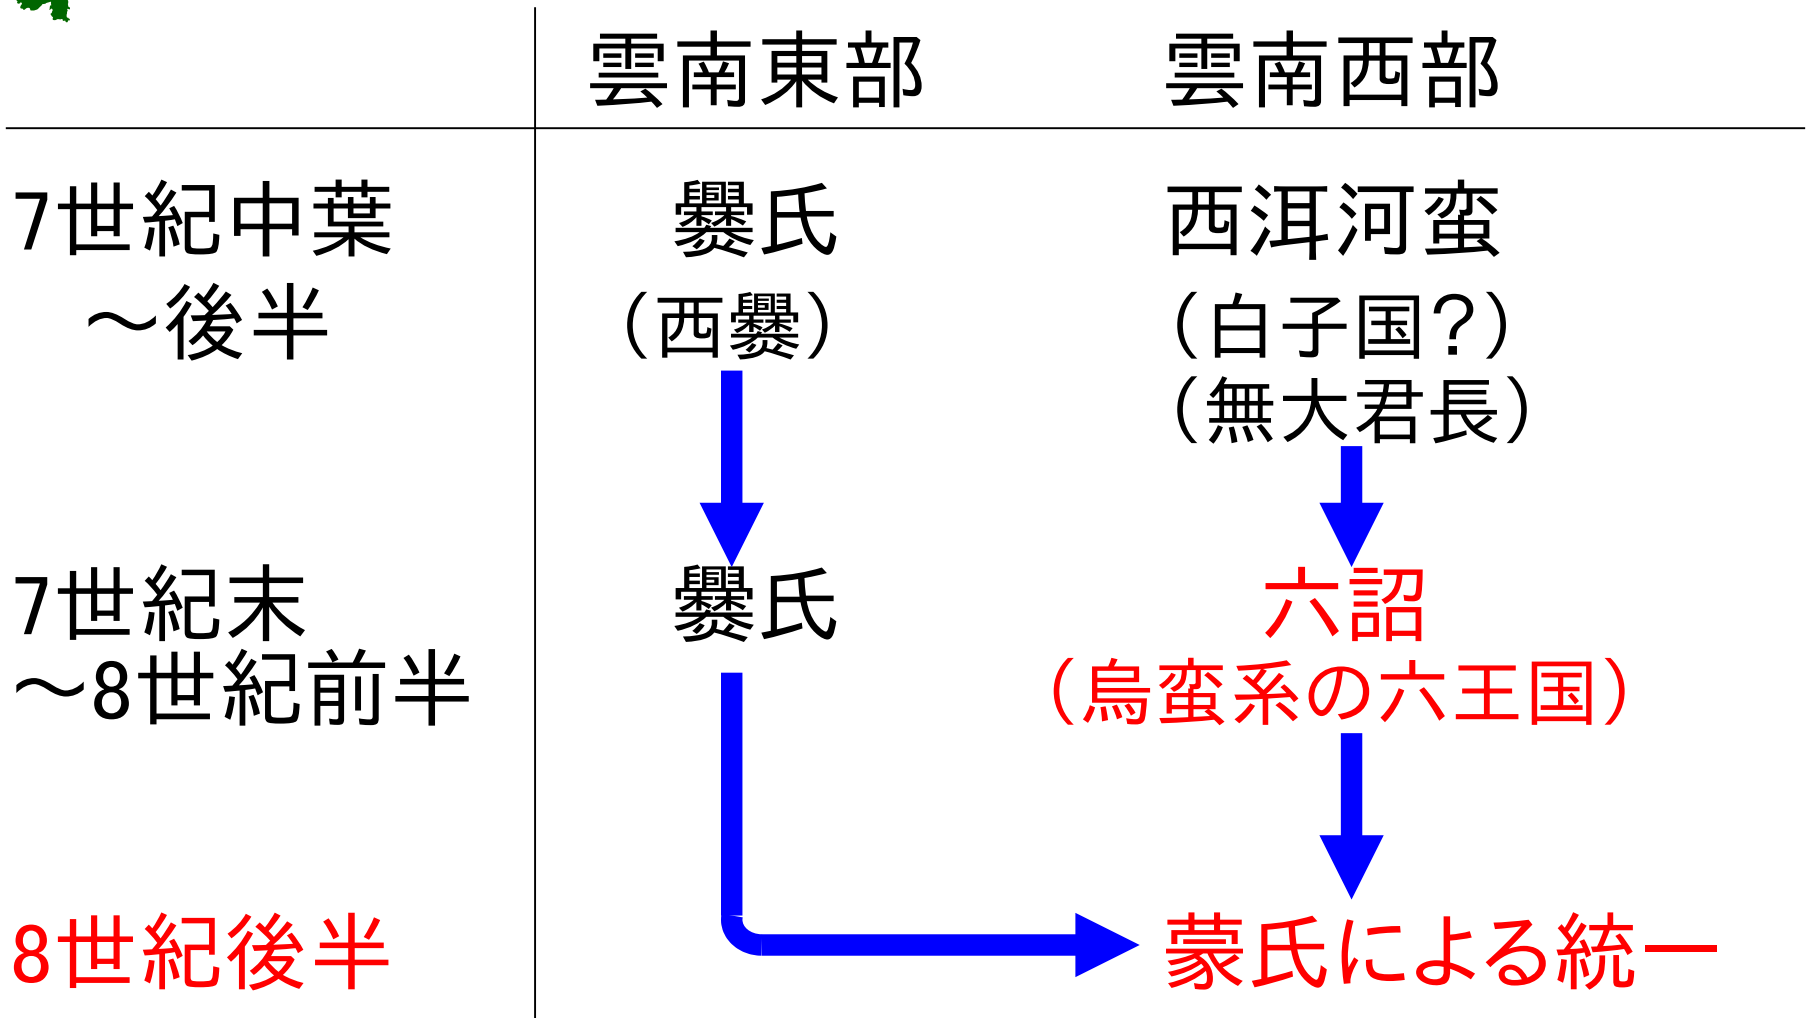 雲南東部 雲南西部
7世紀中葉 爨氏 西洱河蛮
～後半 （西爨） （白子国？）
（無大君長）
7世紀末 爨氏 六詔
～8世紀前半 （烏蛮系の六王国）
8世紀後半 蒙氏による統一